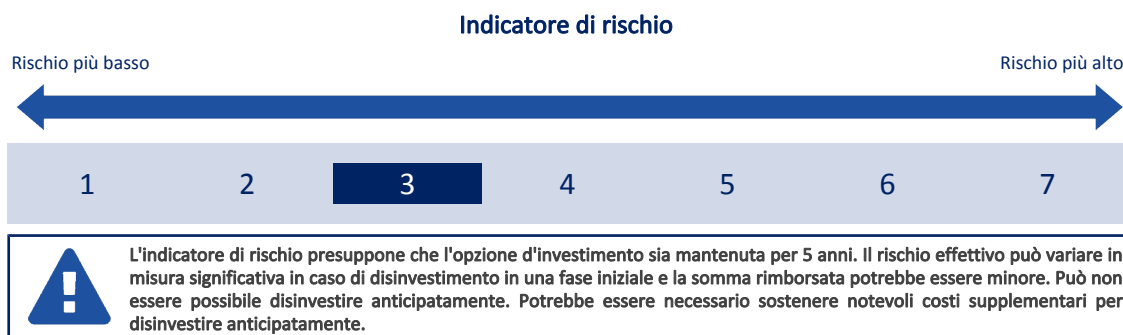 Indicatore di rischio
Rischio più basso
Rischio più alto
1 2 3 4 5 6 7
L'indicatore di rischio presuppone che l'opzione d'investimento sia mantenuta per 5 anni. Il rischio effettivo può variare in
misura significativa in caso di disinvestimento in una fase iniziale e la somma rimborsata potrebbe essere minore. Può non
essere possibile disinvestire anticipatamente. Potrebbe essere necessario sostenere notevoli costi supplementari per
disinvestire anticipatamente.